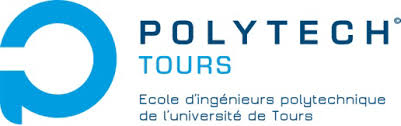 POLYTECH©
TOURS
Ecole d'ingénieurs polytechnique
de l'université de Tours